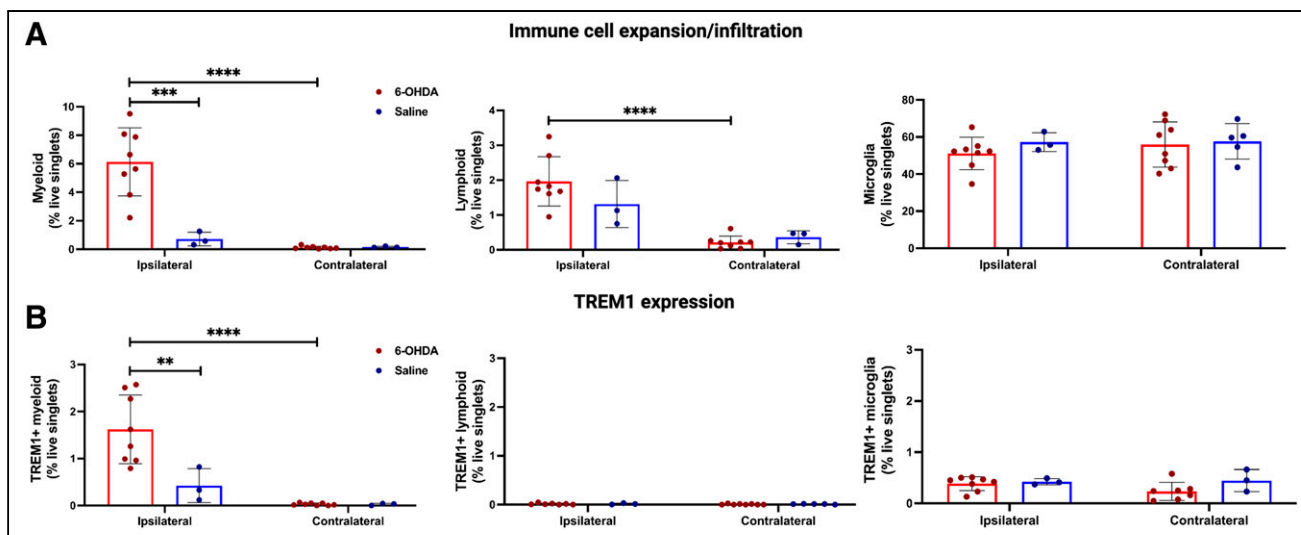 A
Immune cell expansion/infiltration
Myeloid
(% live singlets)
10
8
6
4
2
0
****
***
6-OHDA
Saline
Ipsilateral
Contralateral
Lymphoid
(% live singlets)
4
3
2
1
0
****
Ipsilateral
Contralateral
Microglia
(% live singlets)
80
60
40
20
0
Ipsilateral
Contralateral
B
TREM1 expression
TREM1+ myeloid
(% live singlets)
3
2
1
0
****
**
6-OHDA
Saline
Ipsilateral
Contralateral
TREM1+ lymphoid
(% live singlets)
3
2
1
0
Ipsilateral
Contralateral
TREM1+ microglia
(% live singlets)
3
2
1
0
Ipsilateral
Contralateral